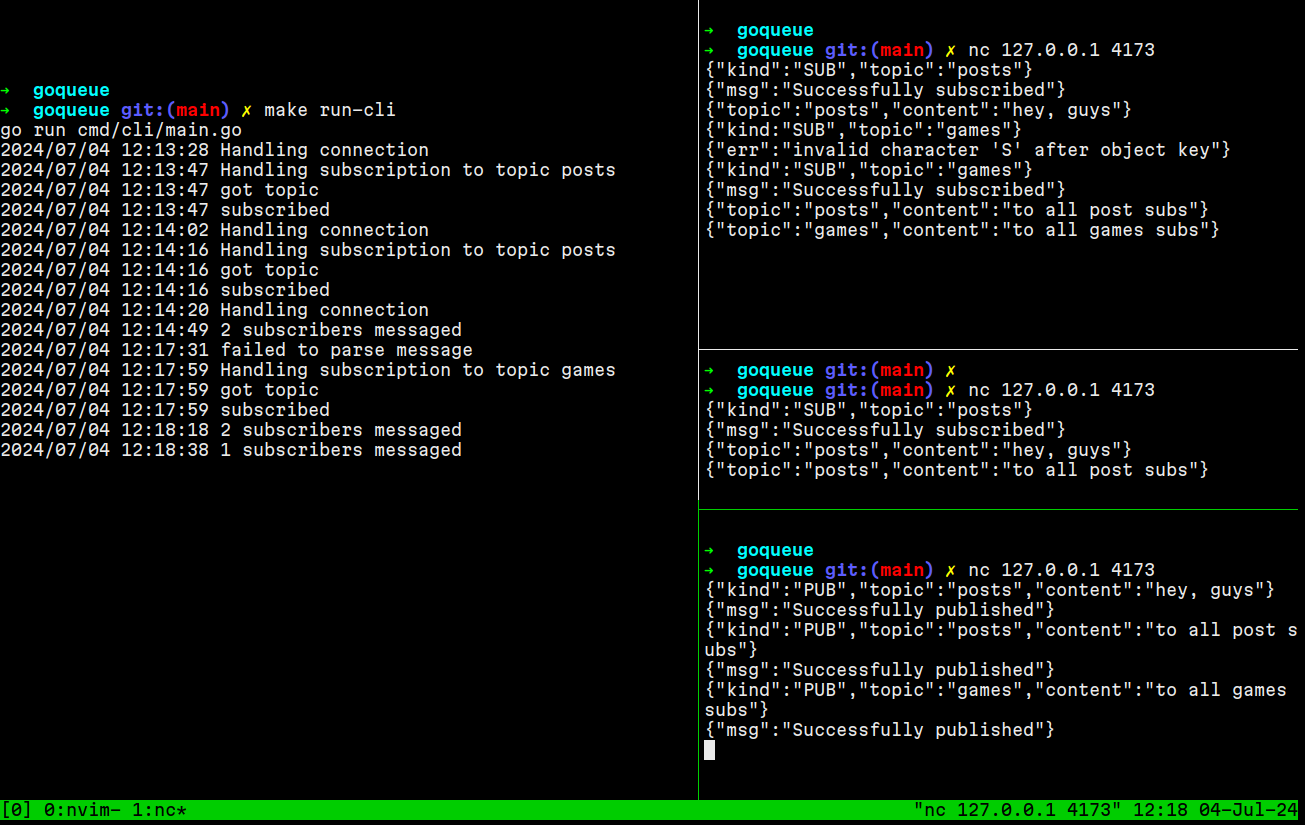 ➜  goqueue
➜  goqueue git:(main) ✗ make run-cli
go run cmd/cli/main.go
2024/07/04 12:13:28 Handling connection
2024/07/04 12:13:47 Handling subscription to topic posts
2024/07/04 12:13:47 got topic
2024/07/04 12:13:47 subscribed
2024/07/04 12:14:02 Handling connection
2024/07/04 12:14:16 Handling subscription to topic posts
2024/07/04 12:14:16 got topic
2024/07/04 12:14:16 subscribed
2024/07/04 12:14:20 Handling connection
2024/07/04 12:14:49 2 subscribers messaged
2024/07/04 12:17:31 failed to parse message
2024/07/04 12:17:59 Handling subscription to topic games
2024/07/04 12:17:59 got topic
2024/07/04 12:17:59 subscribed
2024/07/04 12:18:18 2 subscribers messaged
2024/07/04 12:18:38 1 subscribers messaged
➜  goqueue
➜  goqueue git:(main) ✗ nc 127.0.0.1 4173
{"kind":"SUB","topic":"posts"}
{"msg":"Successfully subscribed"}
{"topic":"posts","content":"hey, guys"}
{"kind:"SUB","topic":"games"}
{"err":"invalid character 'S' after object key"}
{"kind":"SUB","topic":"games"}
{"msg":"Successfully subscribed"}
{"topic":"posts","content":"to all post subs"}
{"topic":"games","content":"to all games subs"}
➜  goqueue git:(main) ✗
➜  goqueue git:(main) ✗ nc 127.0.0.1 4173
{"kind":"SUB","topic":"posts"}
{"msg":"Successfully subscribed"}
{"topic":"posts","content":"hey, guys"}
{"topic":"posts","content":"to all post subs"}
➜  goqueue
➜  goqueue git:(main) ✗ nc 127.0.0.1 4173
{"kind":"PUB","topic":"posts","content":"hey, guys"}
{"msg":"Successfully published"}
{"kind":"PUB","topic":"posts","content":"to all post s
ubs"}
{"msg":"Successfully published"}
{"kind":"PUB","topic":"games","content":"to all games
subs"}
{"msg":"Successfully published"}
[0] 0:nvim- 1:nc* "nc 127.0.0.1 4173" 12:18 04-Jul-24